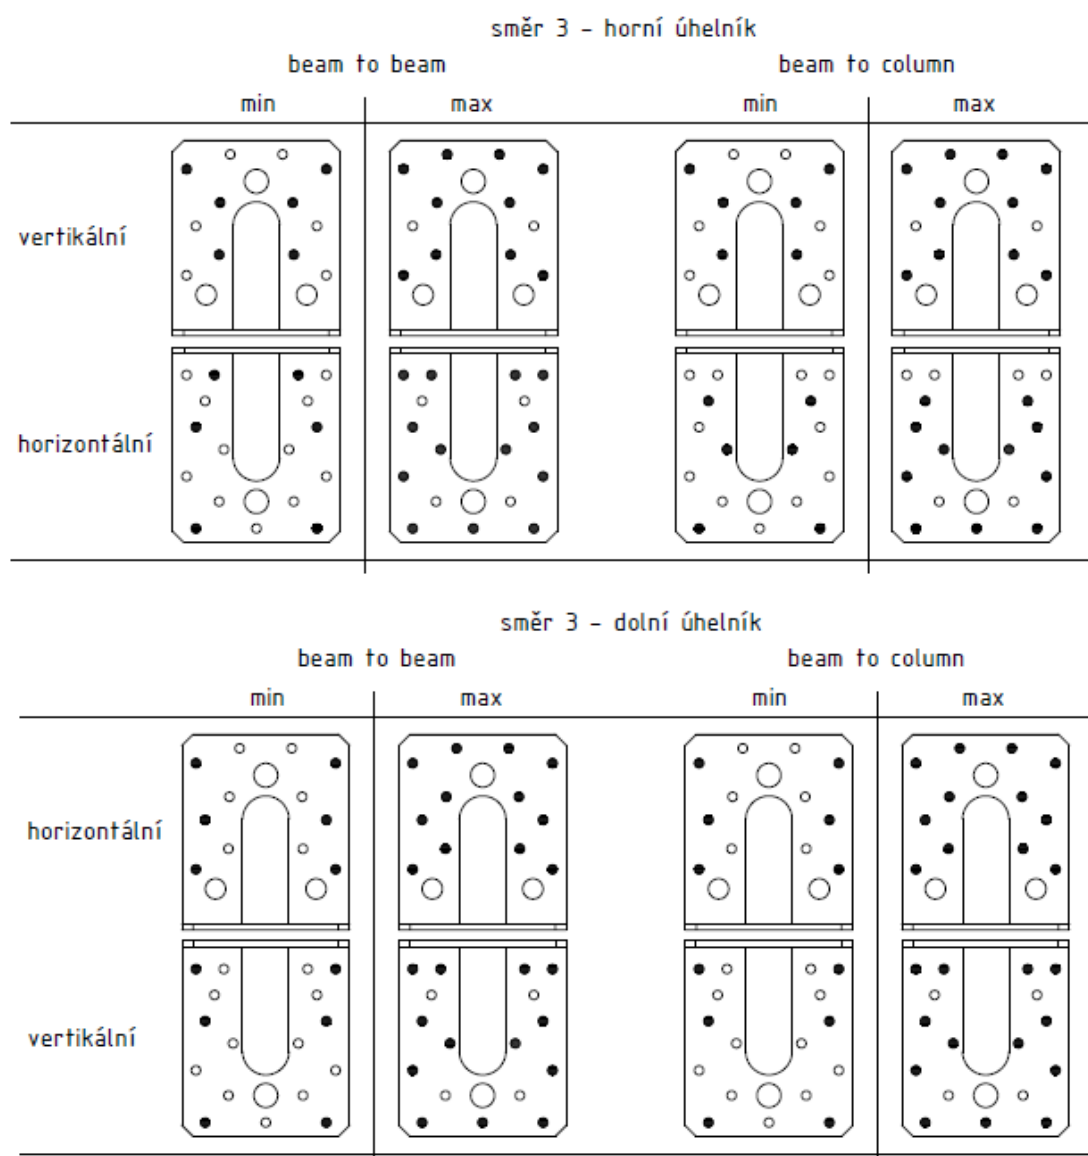 směr 3 - horní úhelník
beam to beam beam to column
min max min max
vertikální
horizontální
směr 3 - dolní úhelník
beam to beam beam to column
min max min max
horizontální
vertikální